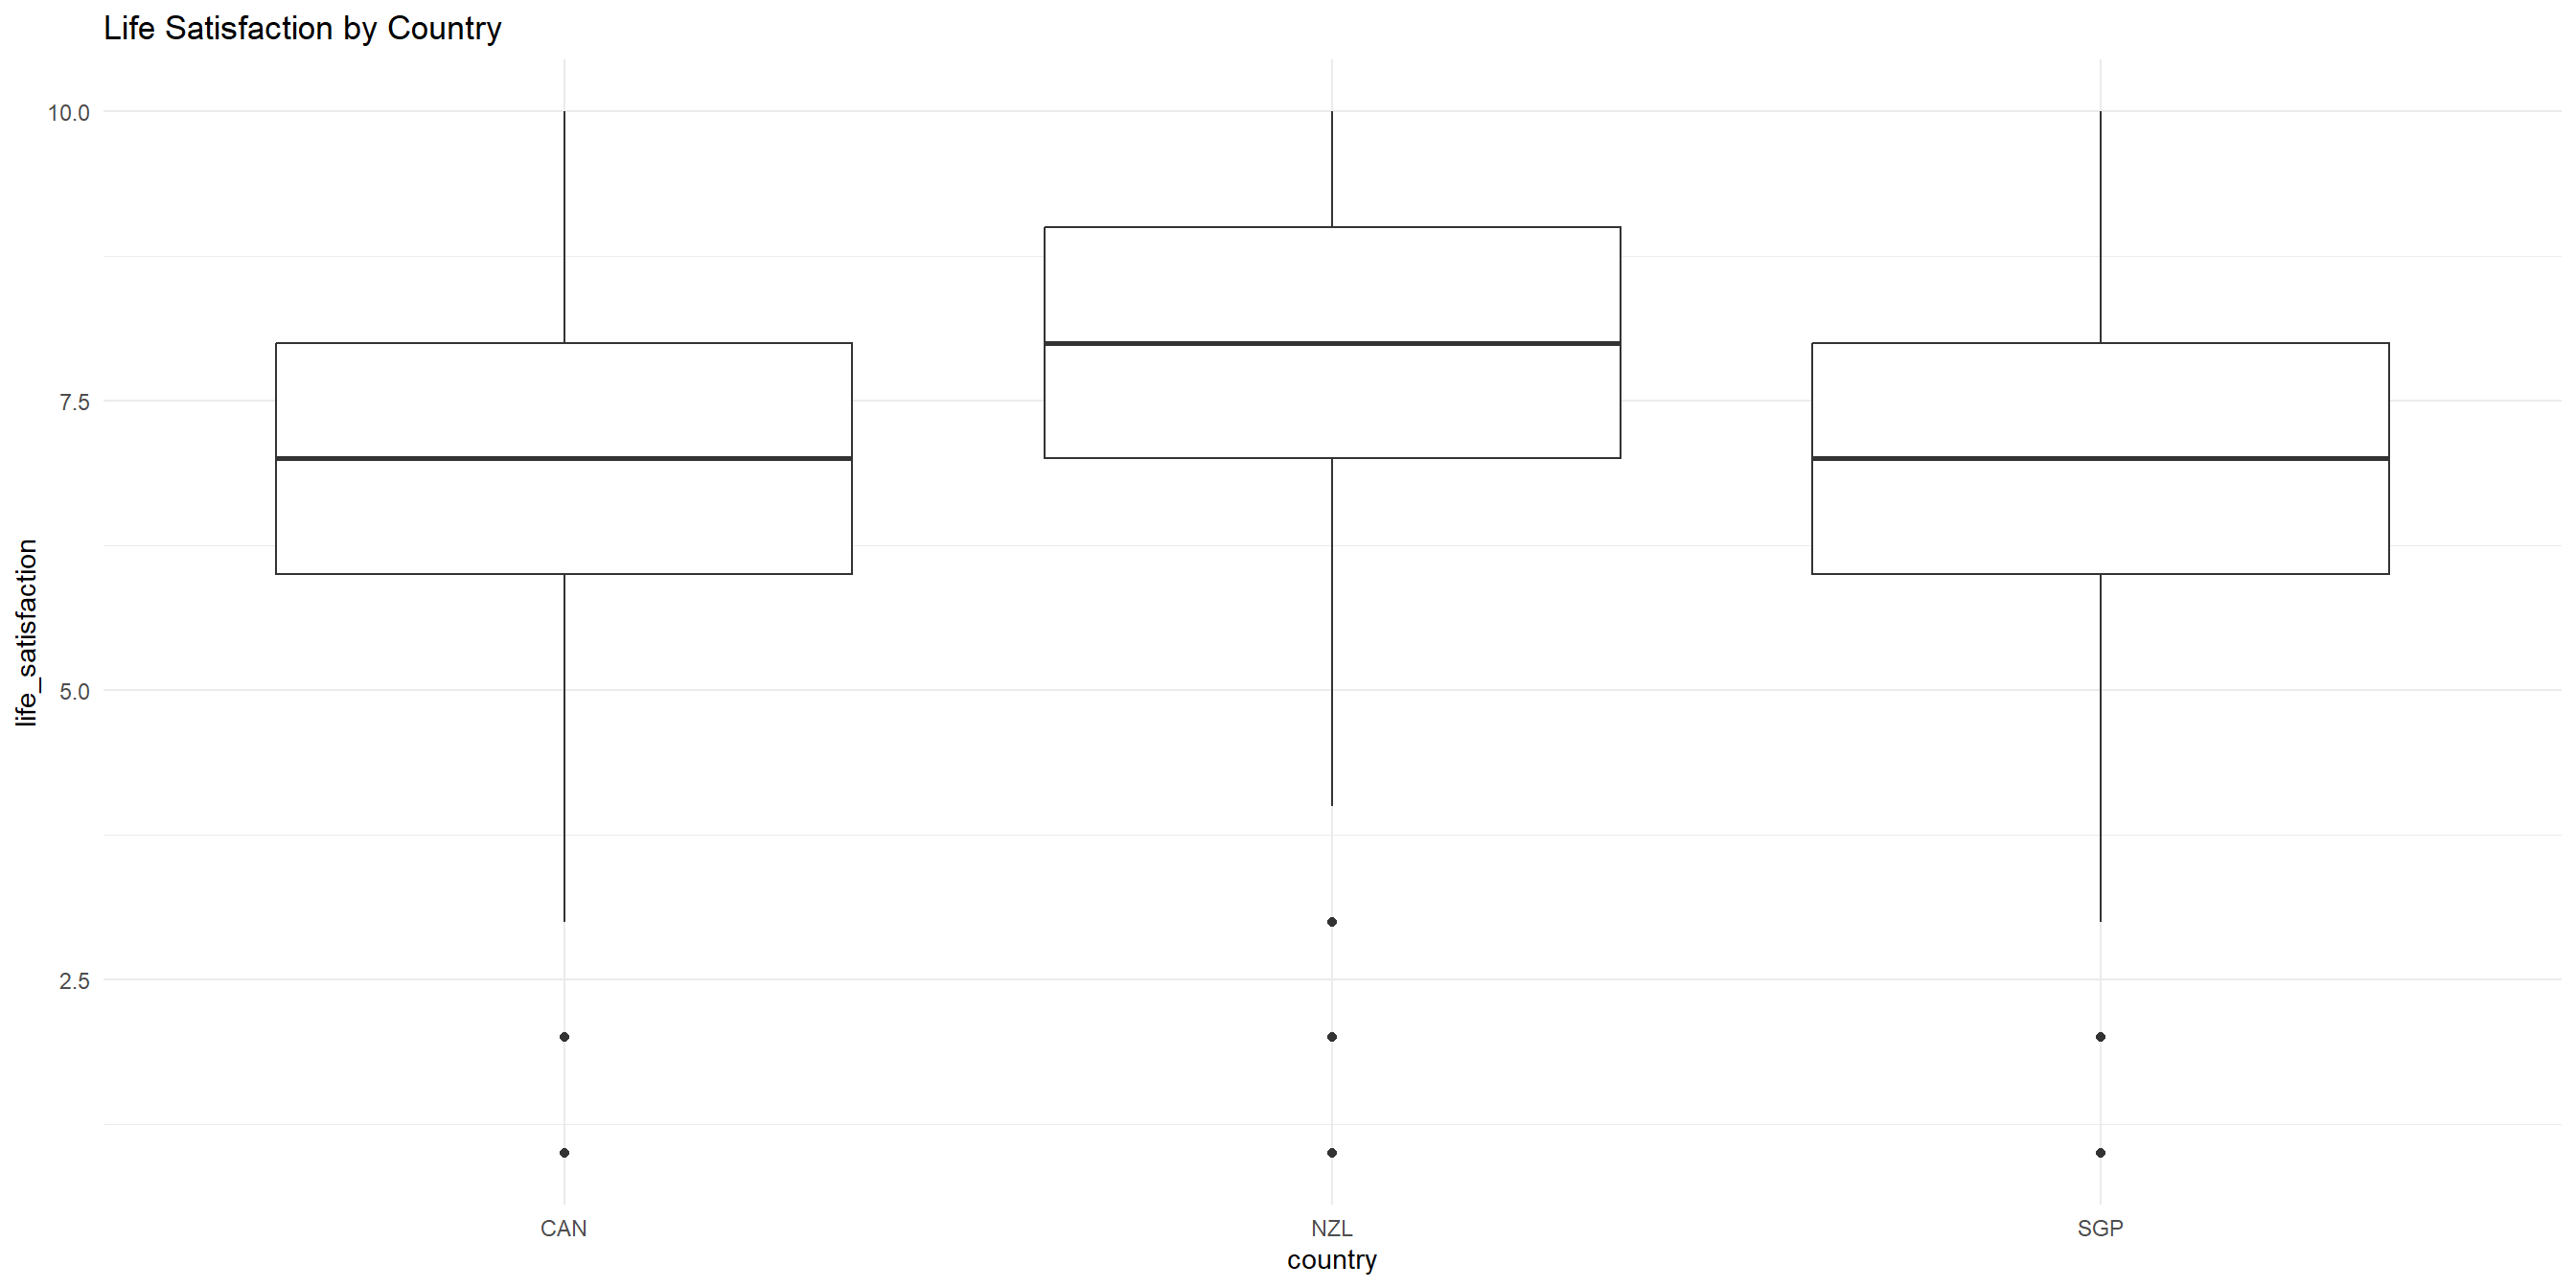 Life Satisfaction by Country
life_satisfaction
10.0
7.5
5.0
2.5
CAN NZL SGP
country